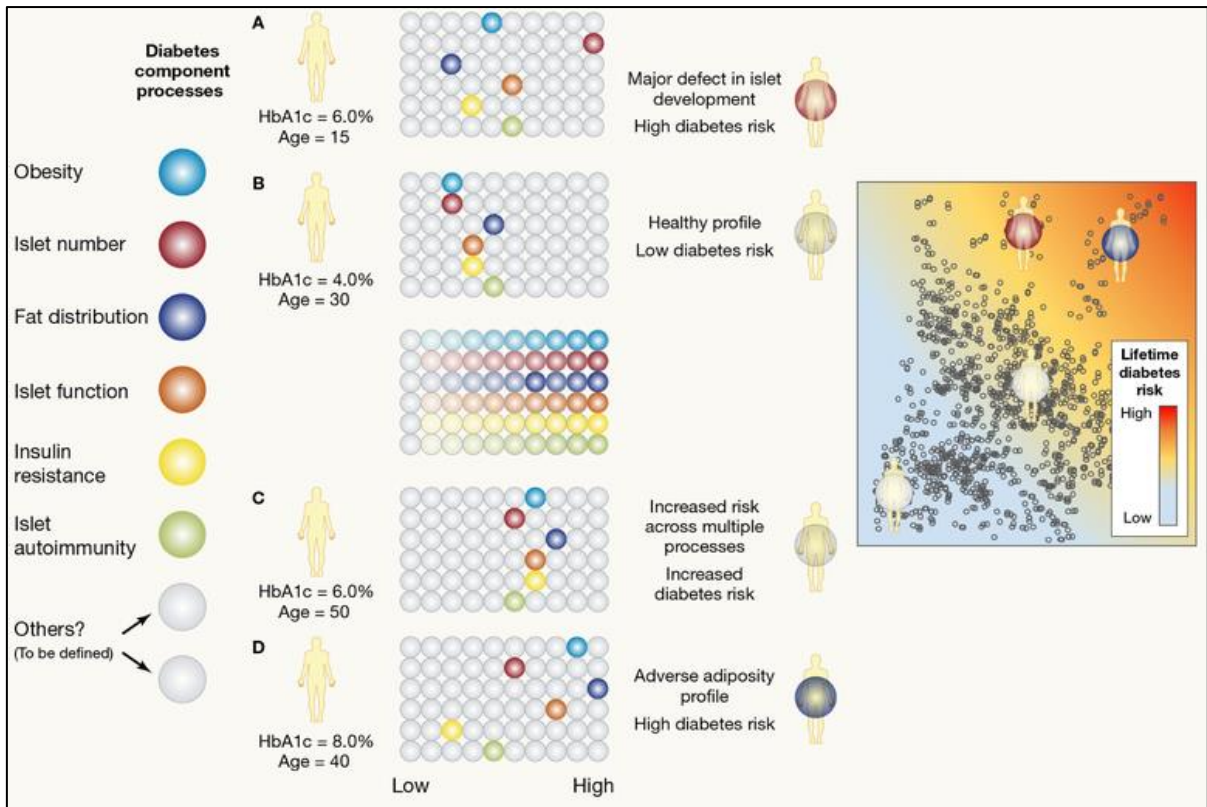 Diabetes
component
processes
Obesity
Islet number
Fat distribution
Islet function
Insulin
resistance
Islet
autoimmunity
Others?
(To be defined)
A
HbA1c = 6.0%
Age = 15
Major defect in islet
development
High diabetes risk
B
HbA1c = 4.0%
Age = 30
Healthy profile
Low diabetes risk
C
HbA1c = 6.0%
Age = 50
Increased risk
across multiple
processes
Increased
diabetes risk
D
HbA1c = 8.0%
Age = 40
Adverse adiposity
profile
High diabetes risk
Low
High
Lifetime
diabetes
risk
High
Low